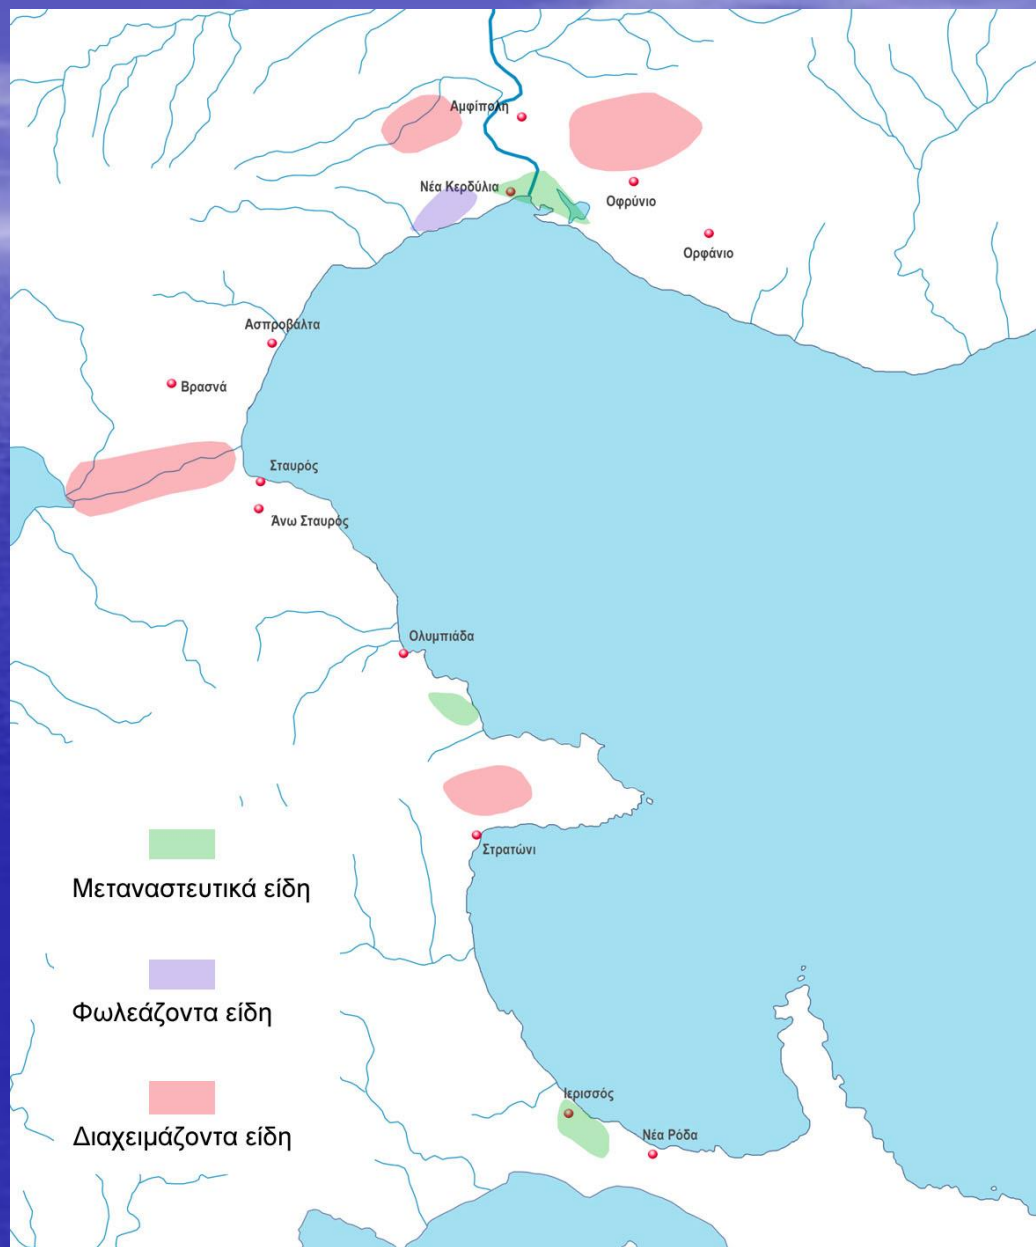 Αμφίπολη
Νέα Κερδύλια
Οφρύνιο
Ορφάνιο
Ασπροβάλτα
Βρασνά
Σταυρός
Άνω Σταυρός
Ολυμπιάδα
Στρατώνι
Μεταναστευτικά είδη
Φωλεάζοντα είδη
Ιερισσός
Νέα Ρόδα
Διαχειμάζοντα είδη